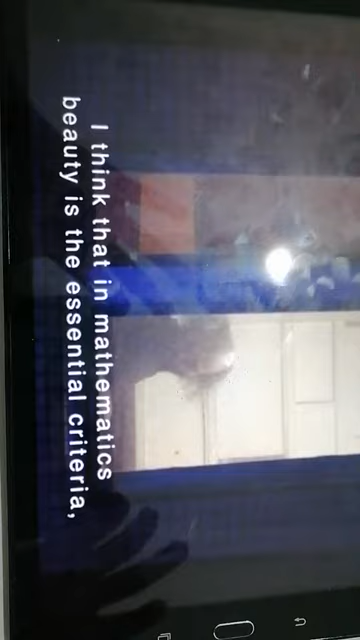 I think that in mathematics
beauty is the essential criteria,